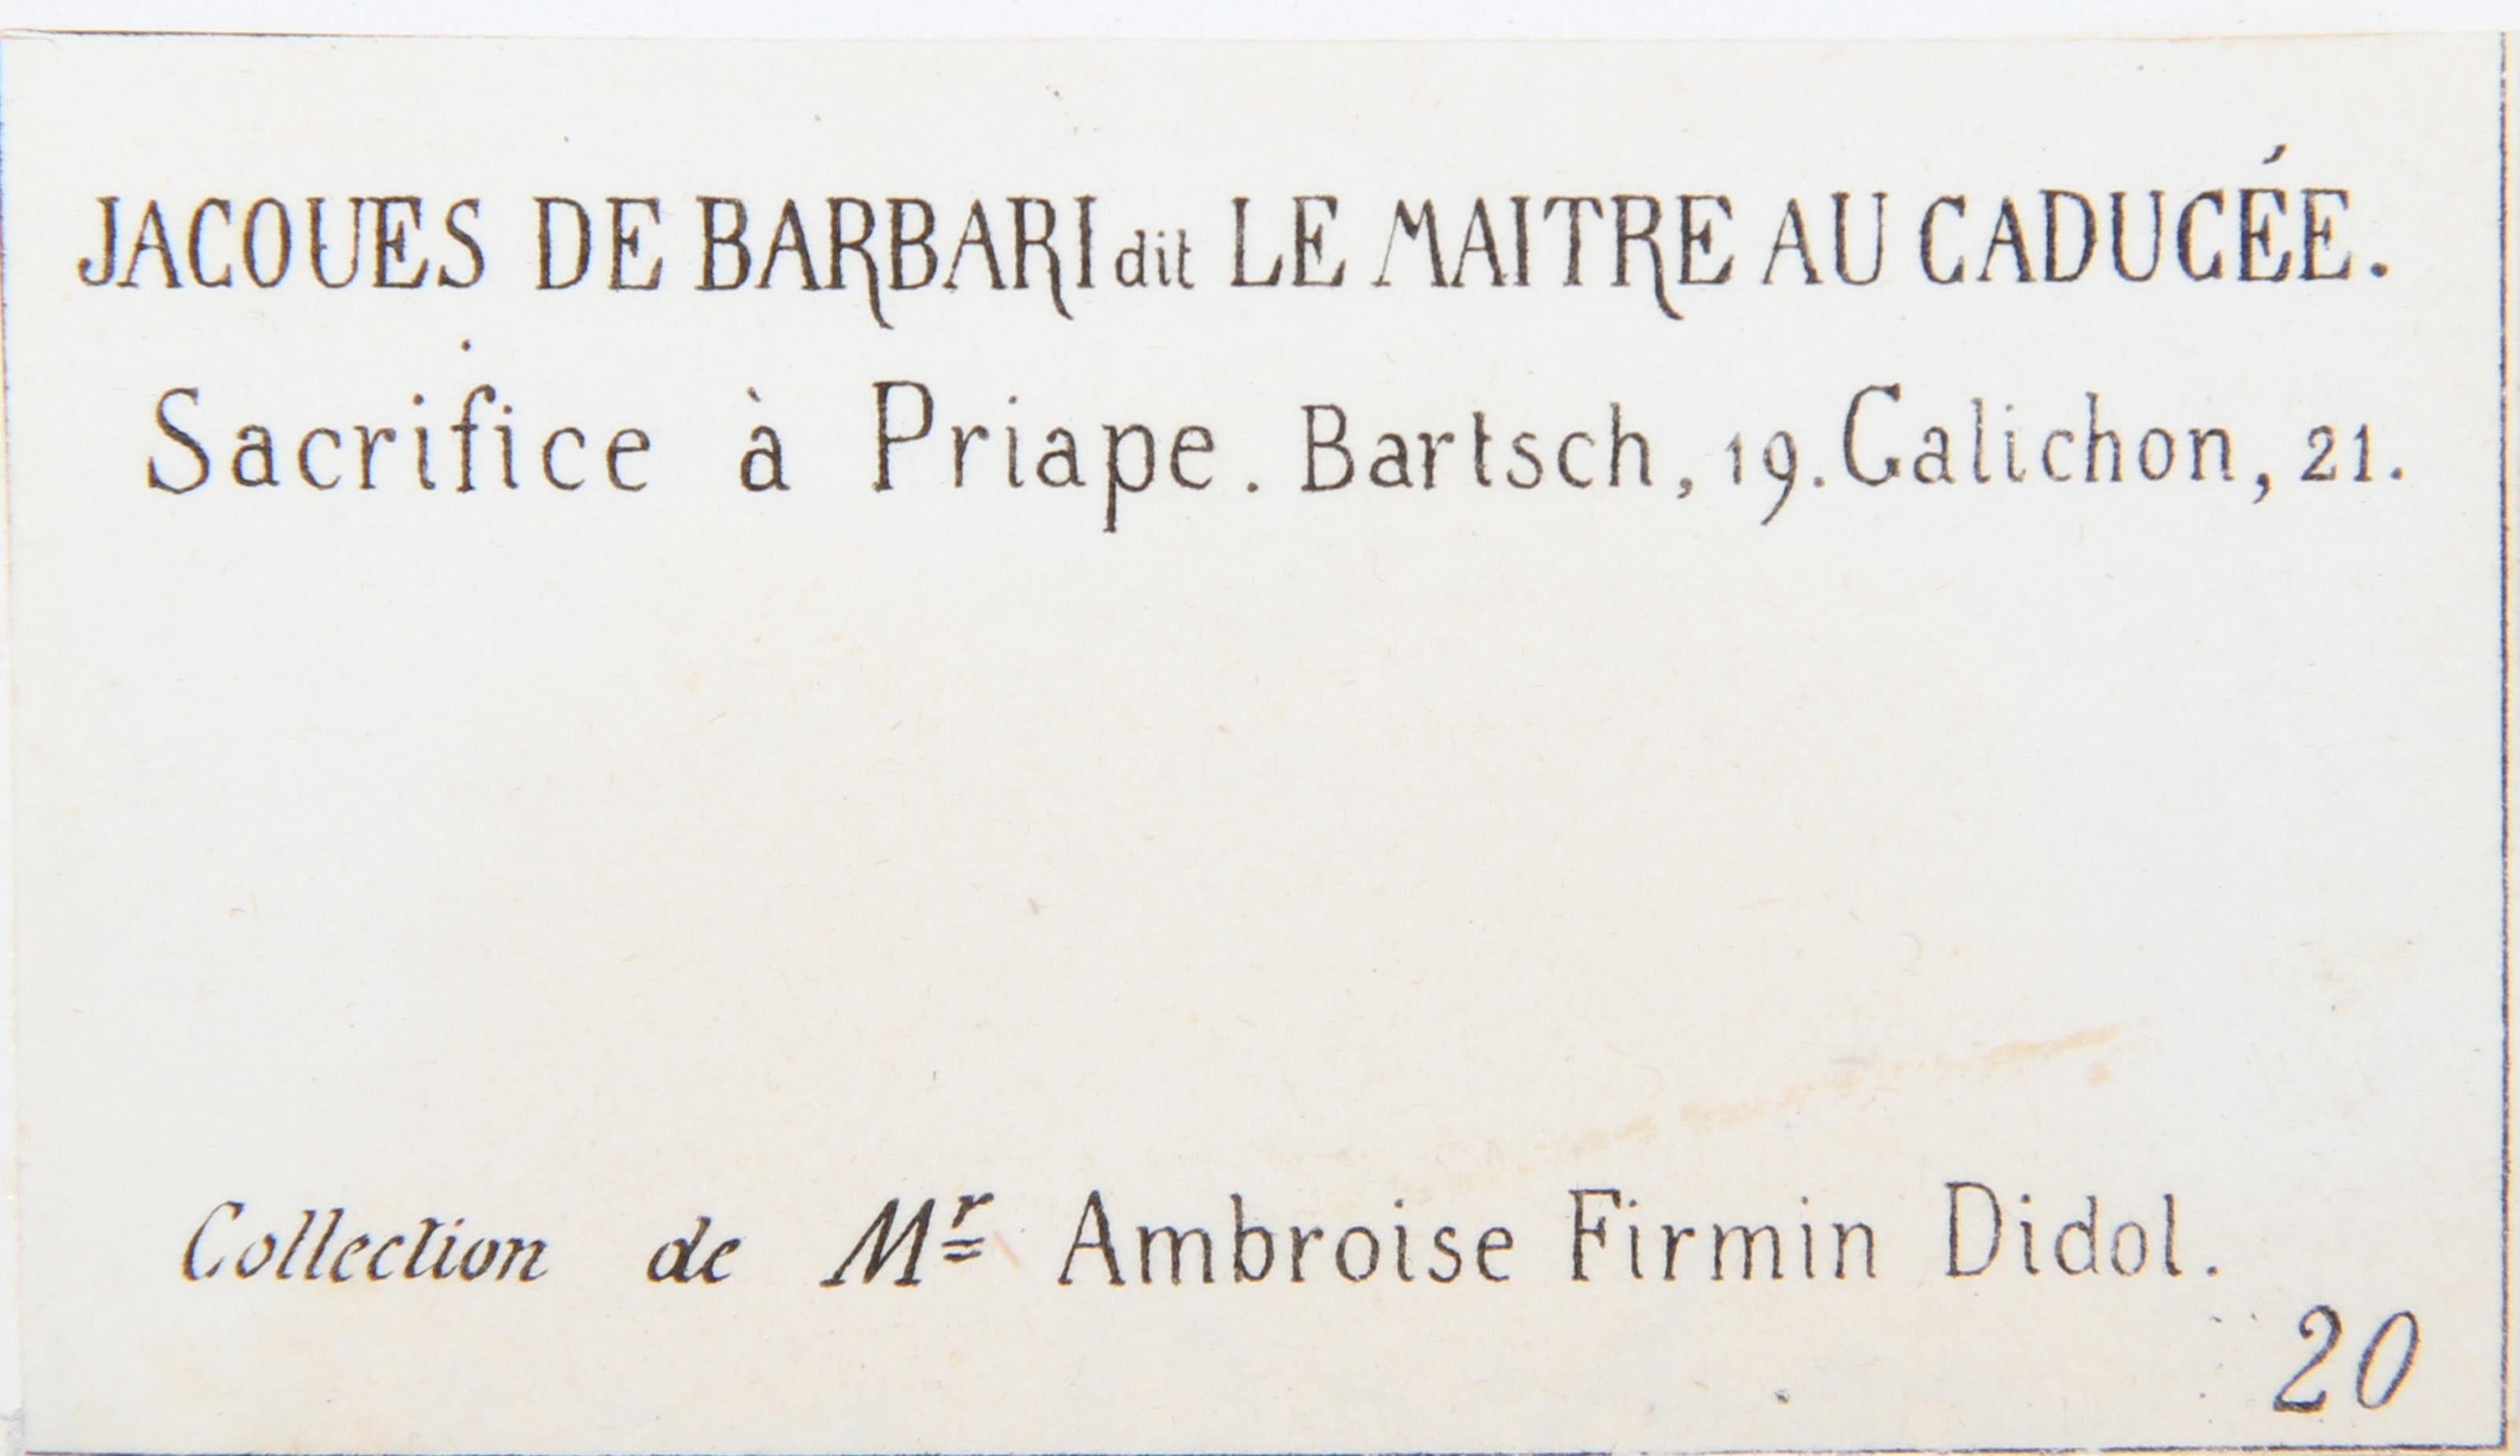 JACQUES DE BARBARI dit LE MAITRE AU CADUCÉE.
Sacrifice à Priape. Bartsch, 19. Galichon, 21.
Collection de Mr Ambroise Firmin Didot.
20